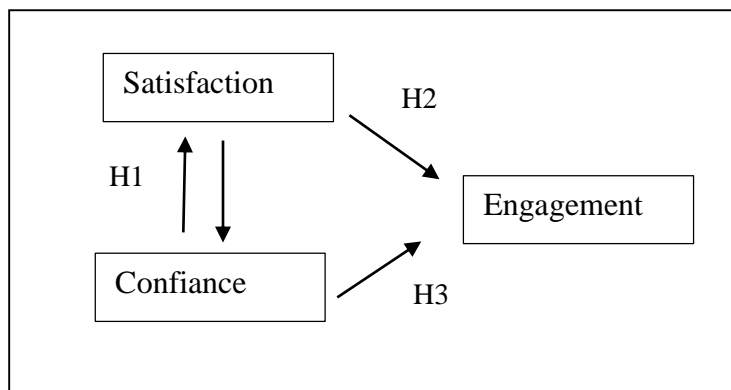 Satisfaction
H2
H1
Engagement
Confiance
H3